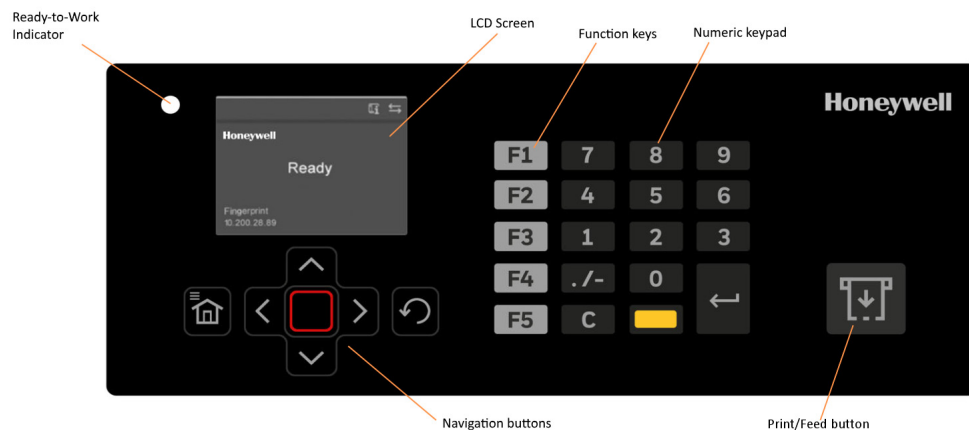 Ready-to-Work
Indicator
LCD Screen
Function keys
Numeric keypad
Honeywell
Honeywell
Ready
Fingerprint
10.200.26.89
F1 7 8 9
F2 4 5 6
F3 1 2 3
F4 ./- 0
F5 C
Navigation buttons
Print/Feed button